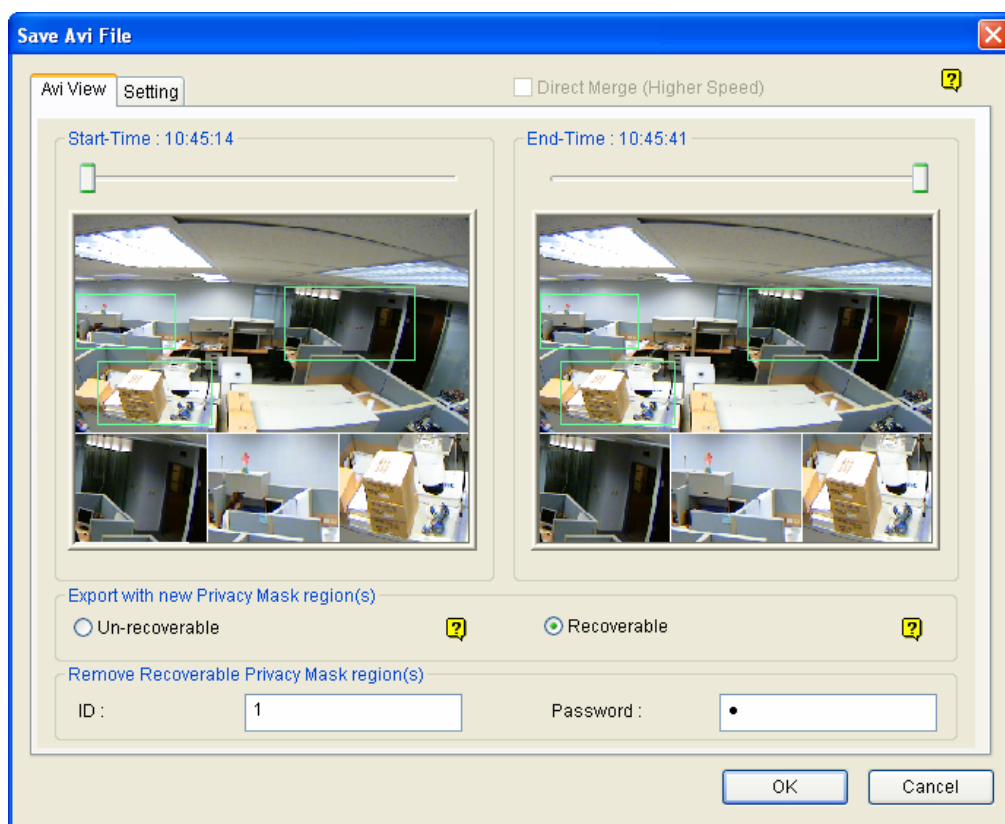 Save Avi File
Avi View
Setting
Direct Merge (Higher Speed)
Start-Time : 10:45:14
End-Time : 10:45:41
Export with new Privacy Mask region(s)
Un-recoverable
Recoverable
Remove Recoverable Privacy Mask region(s)
ID :
1
Password :
OK
Cancel